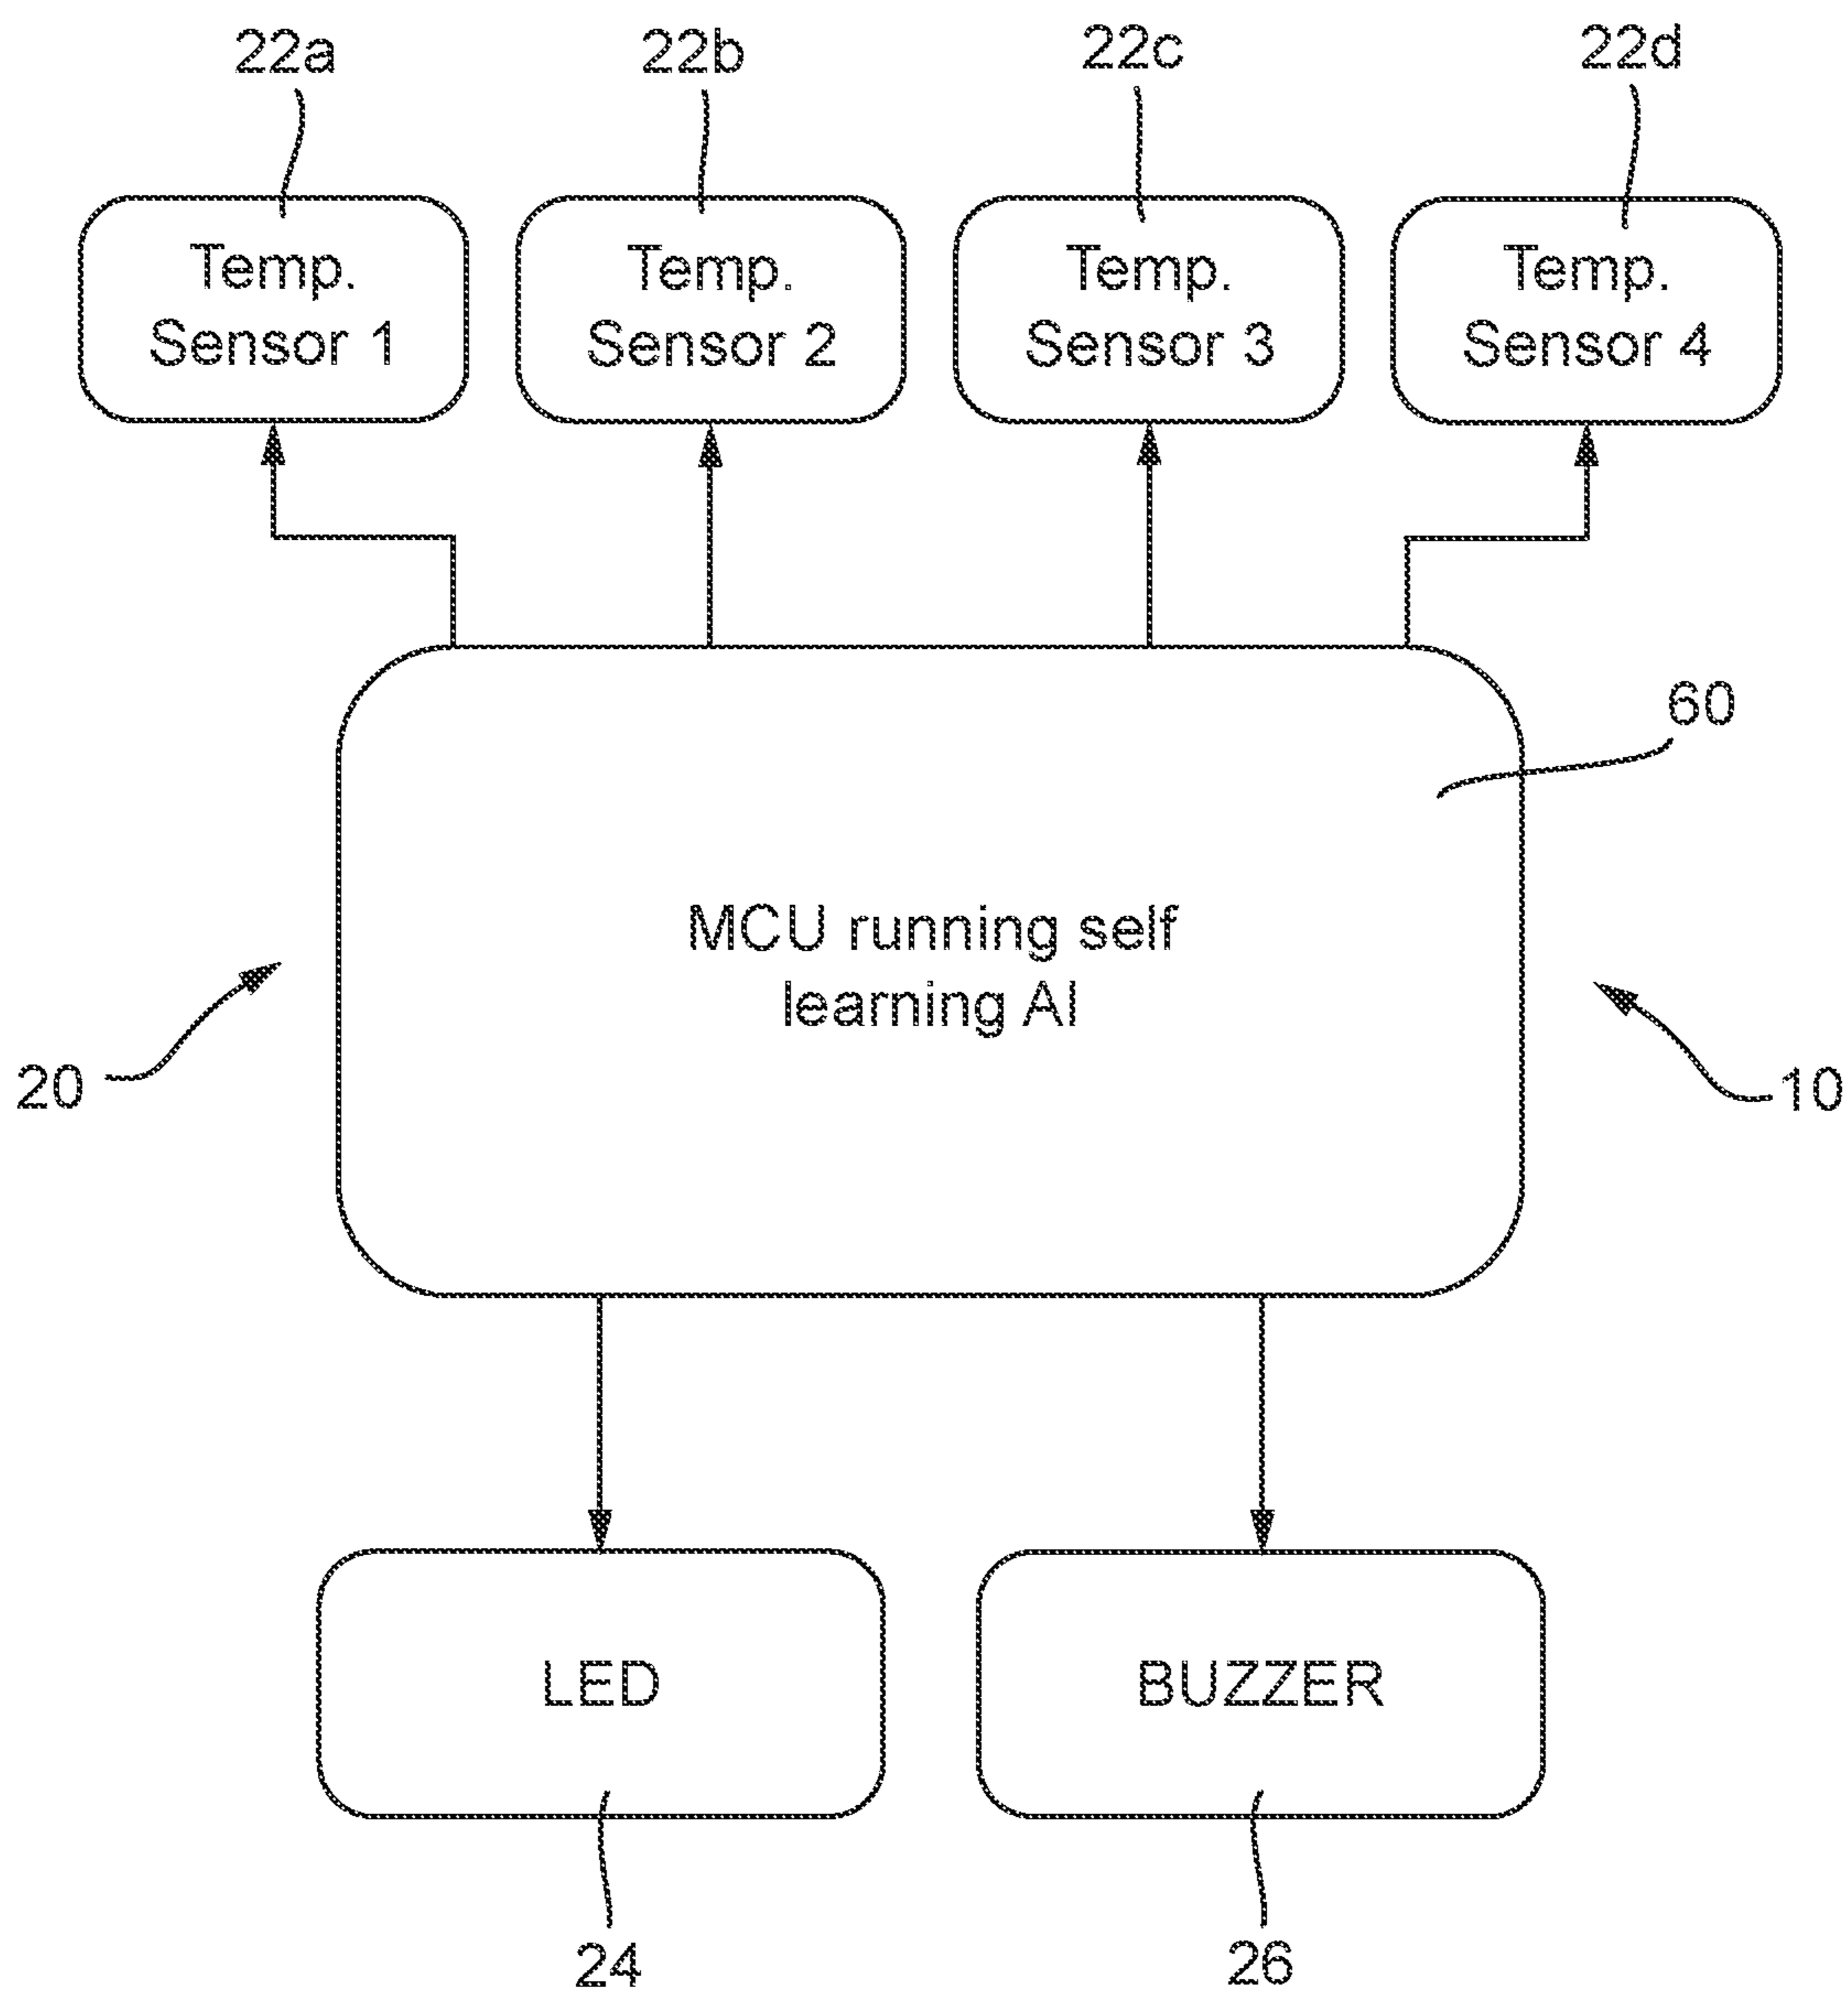 22a
22b
22c
22d
Temp.
Sensor 1
Temp.
Sensor 2
Temp.
Sensor 3
Temp.
Sensor 4
60
MCU running self
learning AI
20
10
LED
BUZZER
24
26